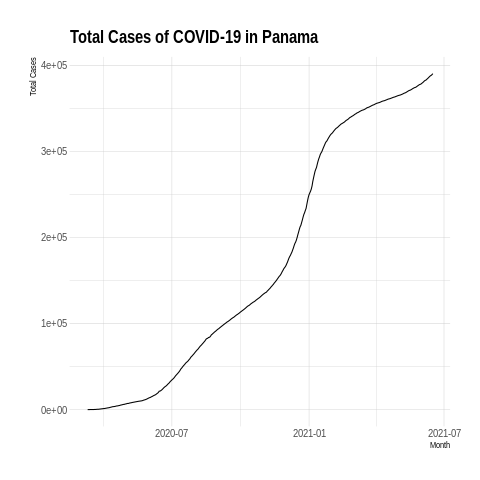 Total Cases of COVID-19 in Panama
Total Cases
4e+05
3e+05
2e+05
1e+05
0e+00
2020-07
2021-01
2021-07
Month